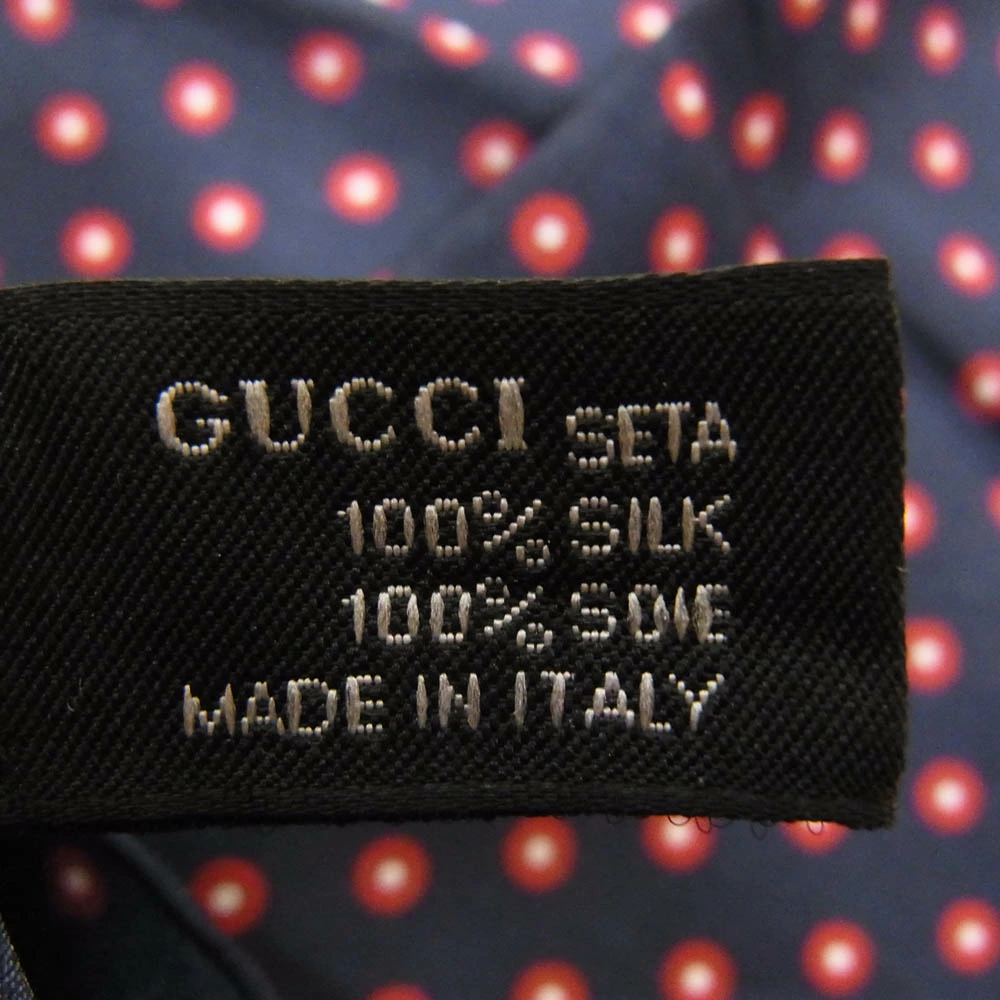 GUCCI SETA
100% SILK
100% SOIE
MADE IN ITALY